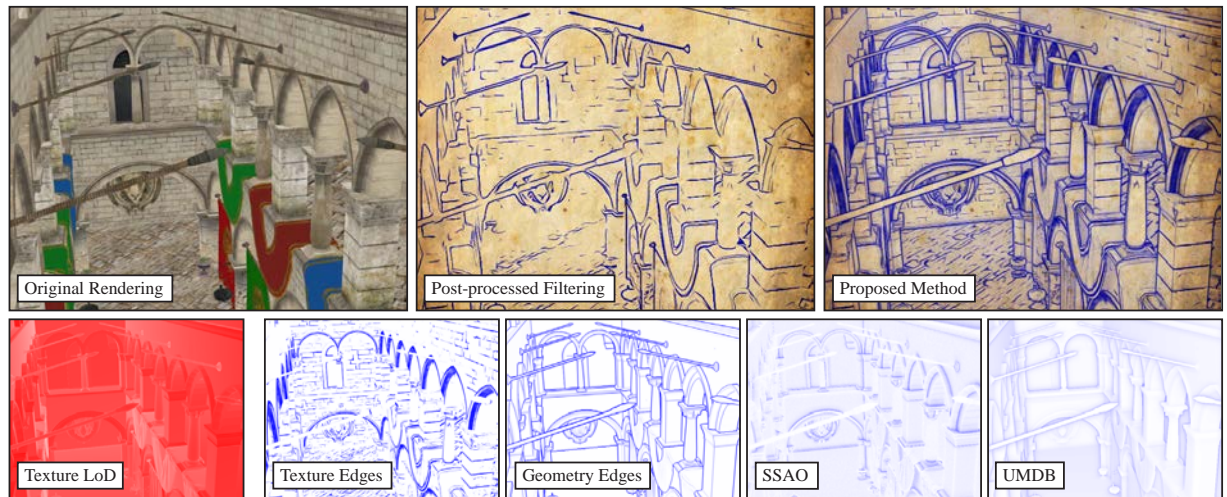 Original Rendering
Post-processed Filtering
Proposed Method
Texture LoD
Texture Edges
Geometry Edges
SSAO
UMDB